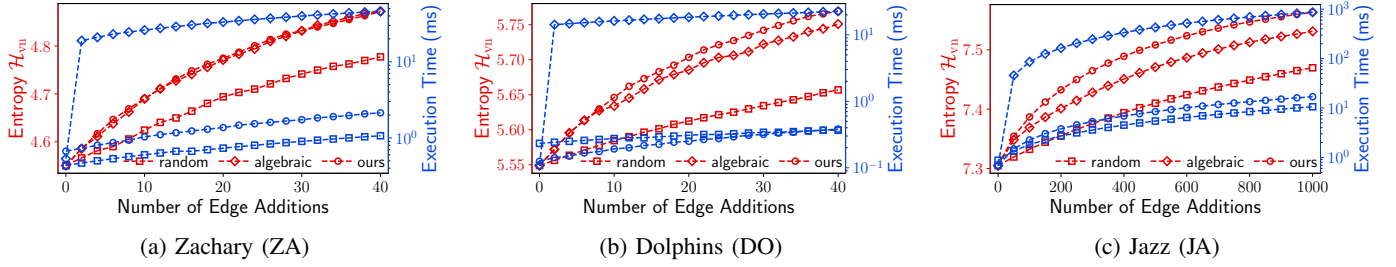 Entropy ℋvn
4.8
4.7
4.6
0 10 20 30 40
Number of Edge Additions
10¹
10⁰
Execution Time (ms)
random algebraic ours
(a) Zachary (ZA)
Entropy ℋvn
5.75
5.70
5.65
5.60
5.55
0 10 20 30 40
Number of Edge Additions
10¹
10⁰
10⁻¹
Execution Time (ms)
random algebraic ours
(b) Dolphins (DO)
Entropy ℋvn
7.5
7.4
7.3
0 200 400 600 800 1000
Number of Edge Additions
10³
10²
10¹
10⁰
Execution Time (ms)
random algebraic ours
(c) Jazz (JA)